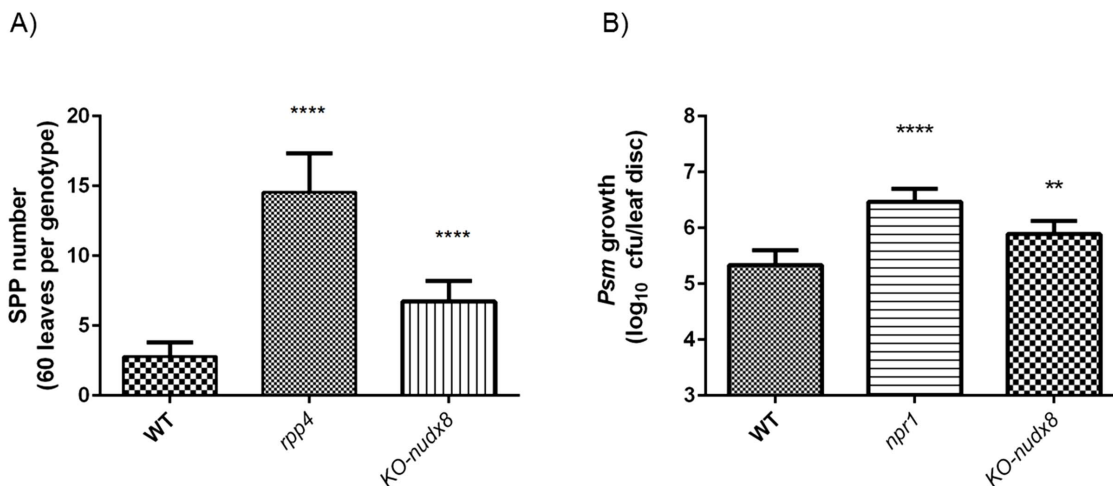 A)
SPP number
(60 leaves per genotype)
20
15
10
5
0
****
****
WT
rpp4
KO-nudx8
B)
Psm growth
(log₁₀ cfu/leaf disc)
8
7
6
5
4
3
****
**
WT
npr1
KO-nudx8